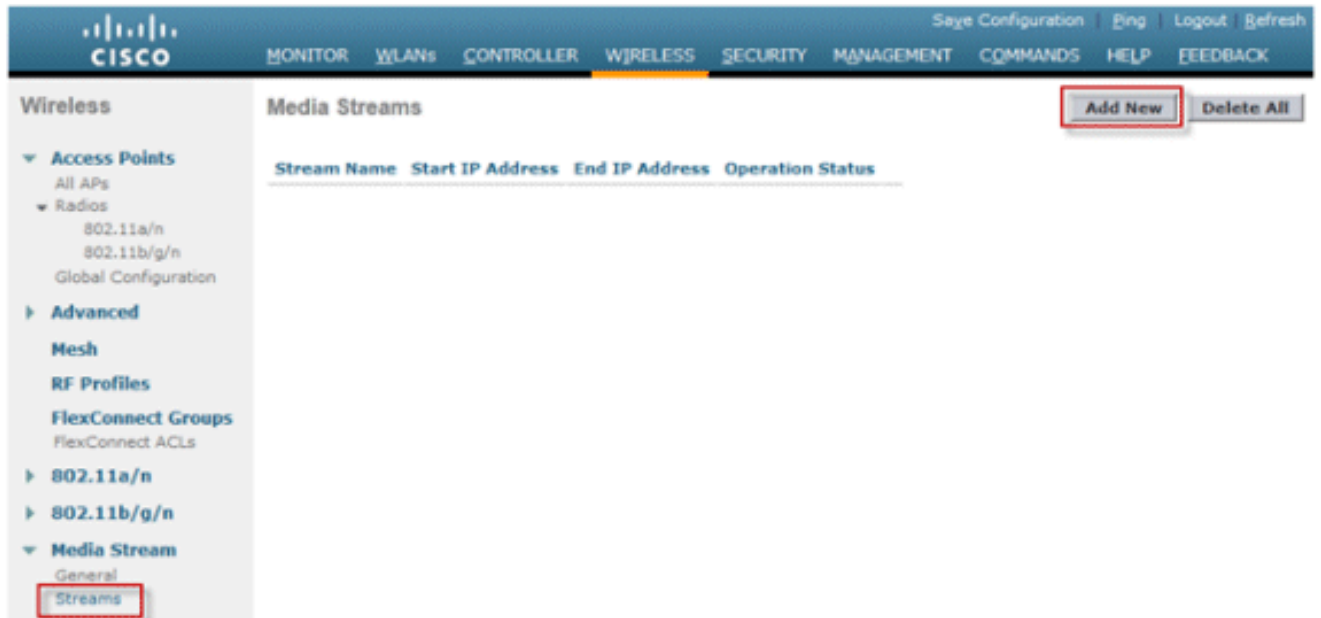 Save Configuration | Ping | Logout | Refresh
CISCO
MONITOR WLANs CONTROLLER WIRELESS SECURITY MANAGEMENT COMMANDS HELP FEEDBACK
Wireless
Media Streams
Add New
Delete All
Stream Name Start IP Address End IP Address Operation Status
Access Points
All APs
Radios
802.11a/n
802.11b/g/n
Global Configuration
Advanced
Mesh
RF Profiles
FlexConnect Groups
FlexConnect ACLs
802.11a/n
802.11b/g/n
Media Stream
General
Streams